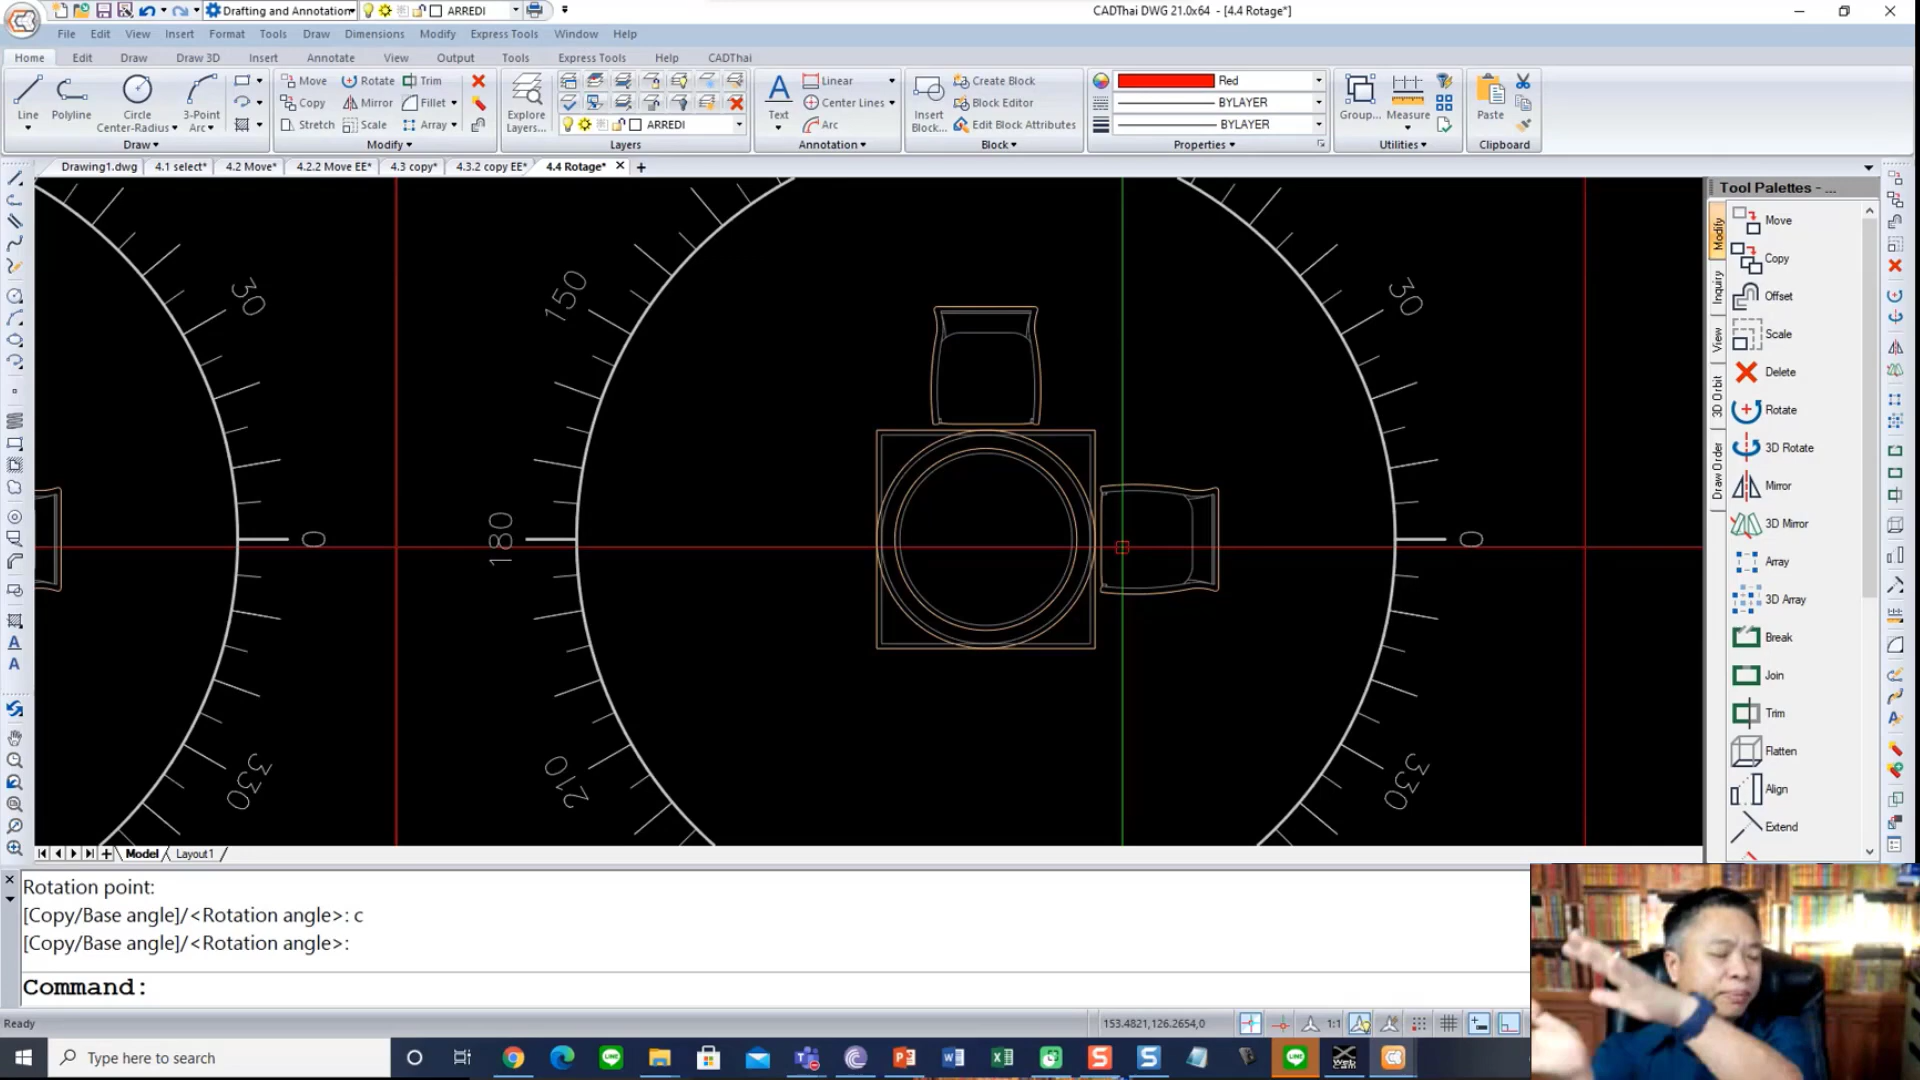 Drafting and Annotation
ARREDI
CADThai DWG 21.0x64 - [4.4 Rotage*]
File Edit View Insert Format Tools Draw Dimensions Modify Express Tools Window Help
Home Edit Draw Draw 3D Insert Annotate View Output Tools Express Tools Help CADThai
Line
Polyline
Circle
Center-Radius
3-Point
Arc
Draw
Move Rotate Trim
Copy Mirror Fillet
Stretch Scale Array
Modify
Explore
Layers...
ARREDI
Layers
Text
Linear
Center Lines
Arc
Annotation
Insert
Block...
Create Block
Block Editor
Edit Block Attributes
Block
Red
BYLAYER
BYLAYER
Properties
Group...
Measure
Utilities
Paste
Clipboard
Drawing1.dwg 4.1 select* 4.2 Move* 4.2.2 Move EE* 4.3 copy* 4.3.2 copy EE* 4.4 Rotage*
30
0
330
150
180
210
30
0
330
Tool Palettes - ...
Modify
Inquiry
View
3D Orbit
Draw Order
Move
Copy
Offset
Scale
Delete
Rotate
3D Rotate
Mirror
3D Mirror
Array
3D Array
Break
Join
Trim
Flatten
Align
Extend
Model Layout1
Rotation point:
[Copy/Base angle]/<Rotation angle>: c
[Copy/Base angle]/<Rotation angle>:
Command:
Ready
153.4821,126.2654,0
1:1
Type here to search